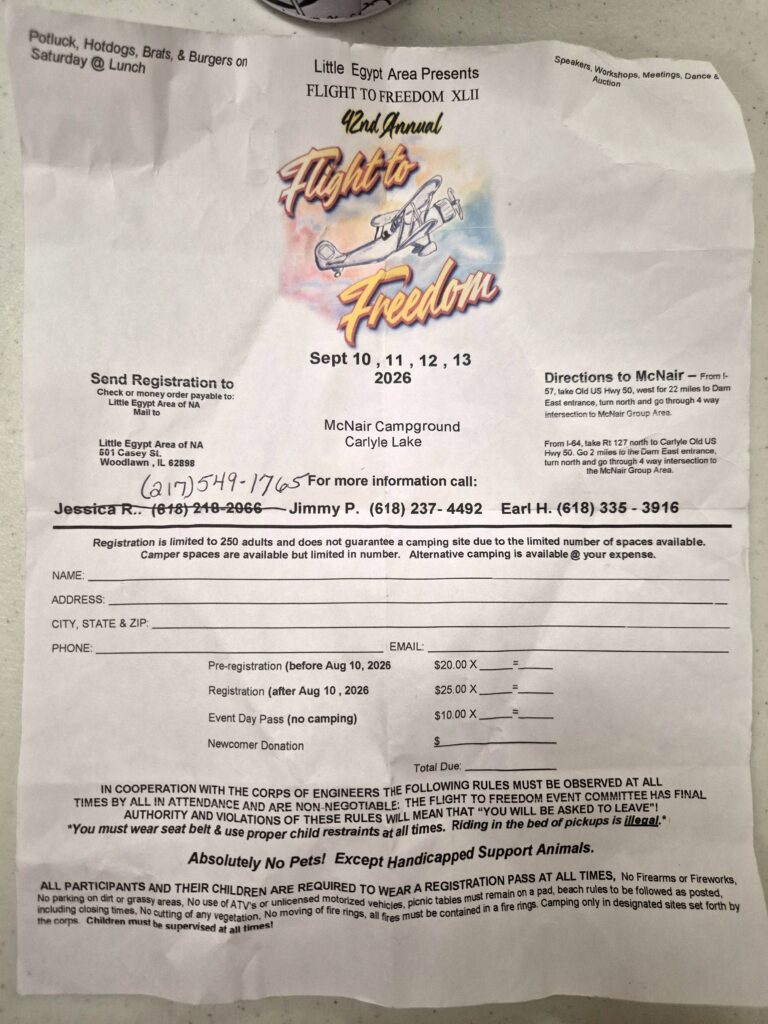 Potluck, Hotdogs, Brats, & Burgers on
Saturday @ Lunch
Little Egypt Area Presents
FLIGHT TO FREEDOM XLII
Speakers, Workshops, Meetings, Dance &
Auction
42nd Annual
Flight to
Freedom
Sept 10 , 11 , 12 , 13
2026
McNair Campground
Carlyle Lake
Send Registration to
Check or money order payable to:
Little Egypt Area of NA
Mail to
Little Egypt Area of NA
501 Casey St.
Woodlawn , IL 62898
Directions to McNair – From I-
57, take Old US Hwy 50, west for 22 miles to Dam
East entrance, turn north and go through 4 way
intersection to McNair Group Area.
From I-64, take Rt 127 north to Carlyle Old US
Hwy 50. Go 2 miles to the Dam East entrance,
turn north and go through 4 way intersection to
the McNair Group Area.
(217) 549-1765 For more information call:
Jessica R.. (618) 218-2066 Jimmy P. (618) 237- 4492 Earl H. (618) 335 - 3916
Registration is limited to 250 adults and does not guarantee a camping site due to the limited number of spaces available.
Camper spaces are available but limited in number. Alternative camping is available @ your expense.
NAME:
ADDRESS:
CITY, STATE & ZIP:
PHONE: EMAIL:
Pre-registration (before Aug 10, 2026 $20.00 X ____=____
Registration (after Aug 10 , 2026 $25.00 X ____=____
Event Day Pass (no camping) $10.00 X ____=____
Newcomer Donation $
Total Due:
IN COOPERATION WITH THE CORPS OF ENGINEERS THE FOLLOWING RULES MUST BE OBSERVED AT ALL
TIMES BY ALL IN ATTENDANCE AND ARE NON-NEGOTIABLE: THE FLIGHT TO FREEDOM EVENT COMMITTEE HAS FINAL
AUTHORITY AND VIOLATIONS OF THESE RULES WILL MEAN THAT “YOU WILL BE ASKED TO LEAVE”!
*You must wear seat belt & use proper child restraints at all times. Riding in the bed of pickups is illegal.*
Absolutely No Pets! Except Handicapped Support Animals.
ALL PARTICIPANTS AND THEIR CHILDREN ARE REQUIRED TO WEAR A REGISTRATION PASS AT ALL TIMES, No Firearms or Fireworks,
No parking on dirt or grassy areas, No use of ATV's or unlicensed motorized vehicles, picnic tables must remain on a pad, beach rules to be followed as posted,
including closing times, No cutting of any vegetation, No moving of fire rings, all fires must be contained in a fire rings. Camping only in designated sites set forth by
the corps. Children must be supervised at all times!